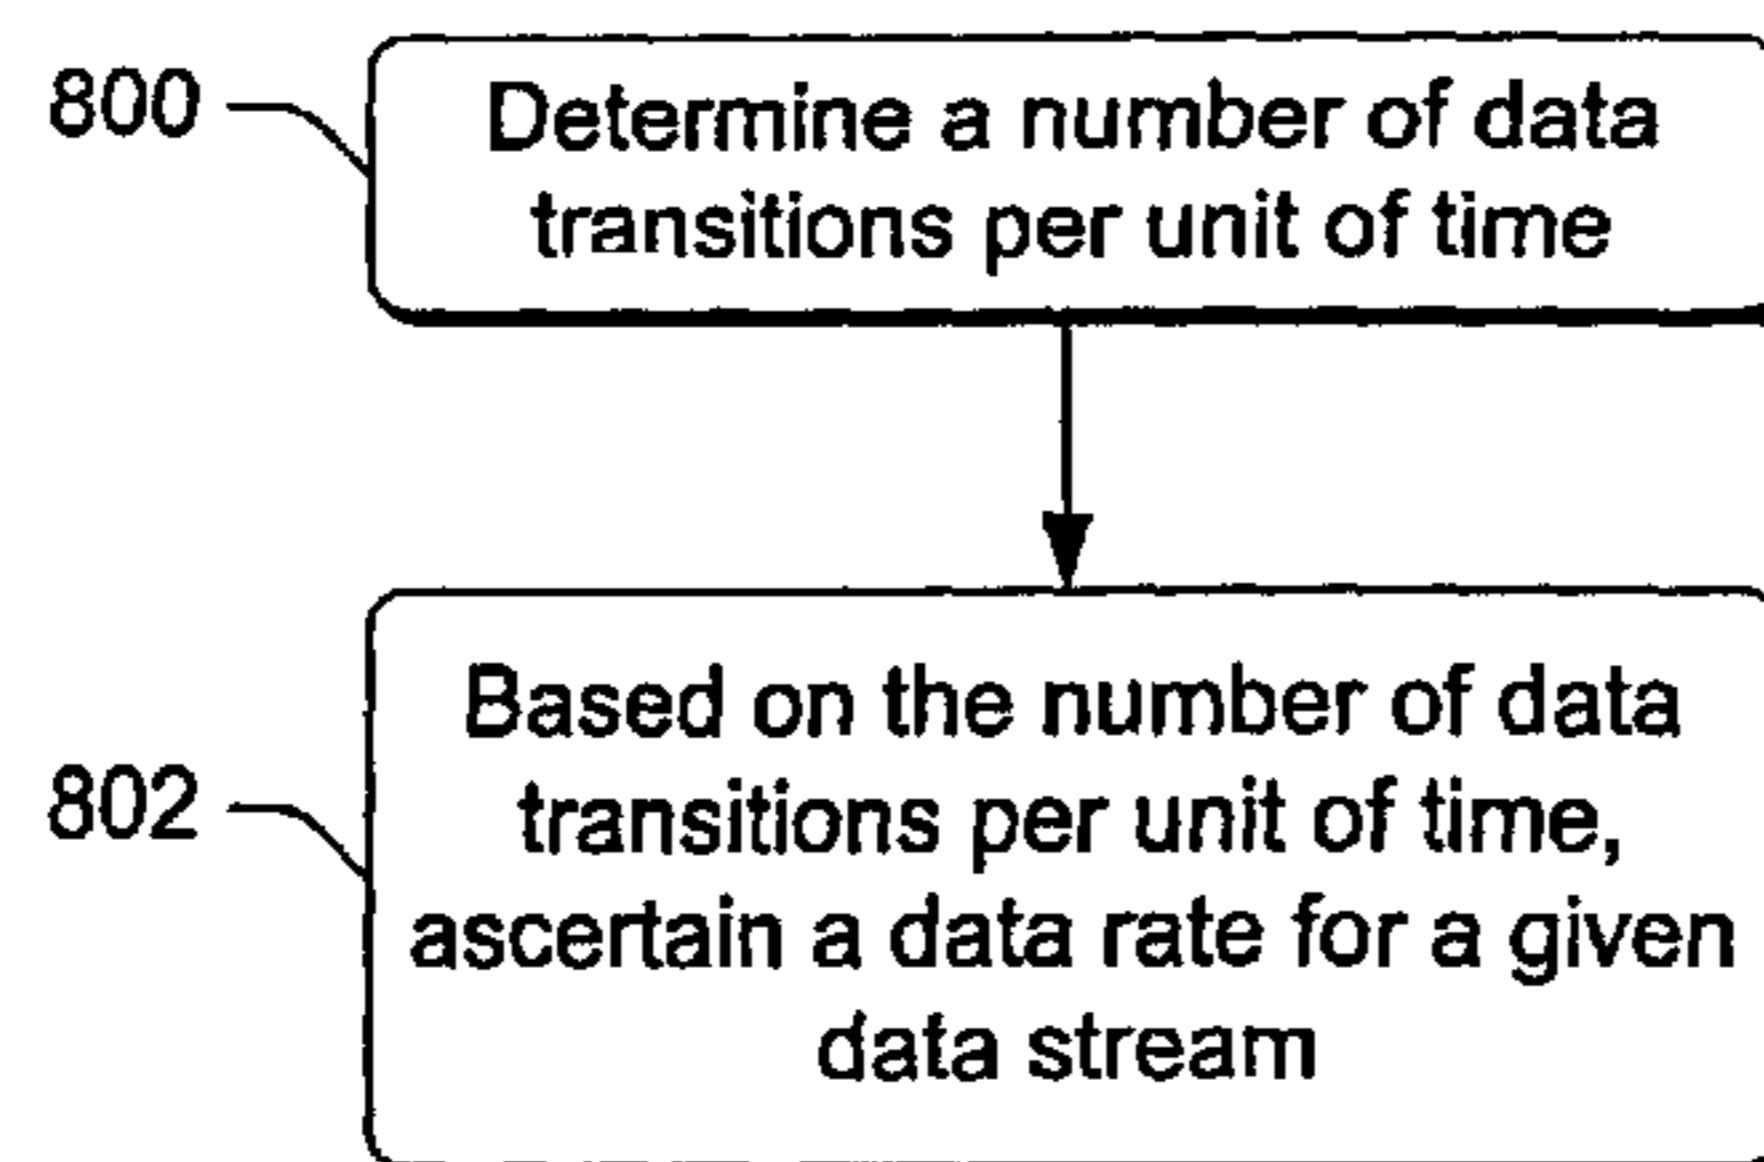 800
Determine a number of data
transitions per unit of time
802
Based on the number of data
transitions per unit of time,
ascertain a data rate for a given
data stream